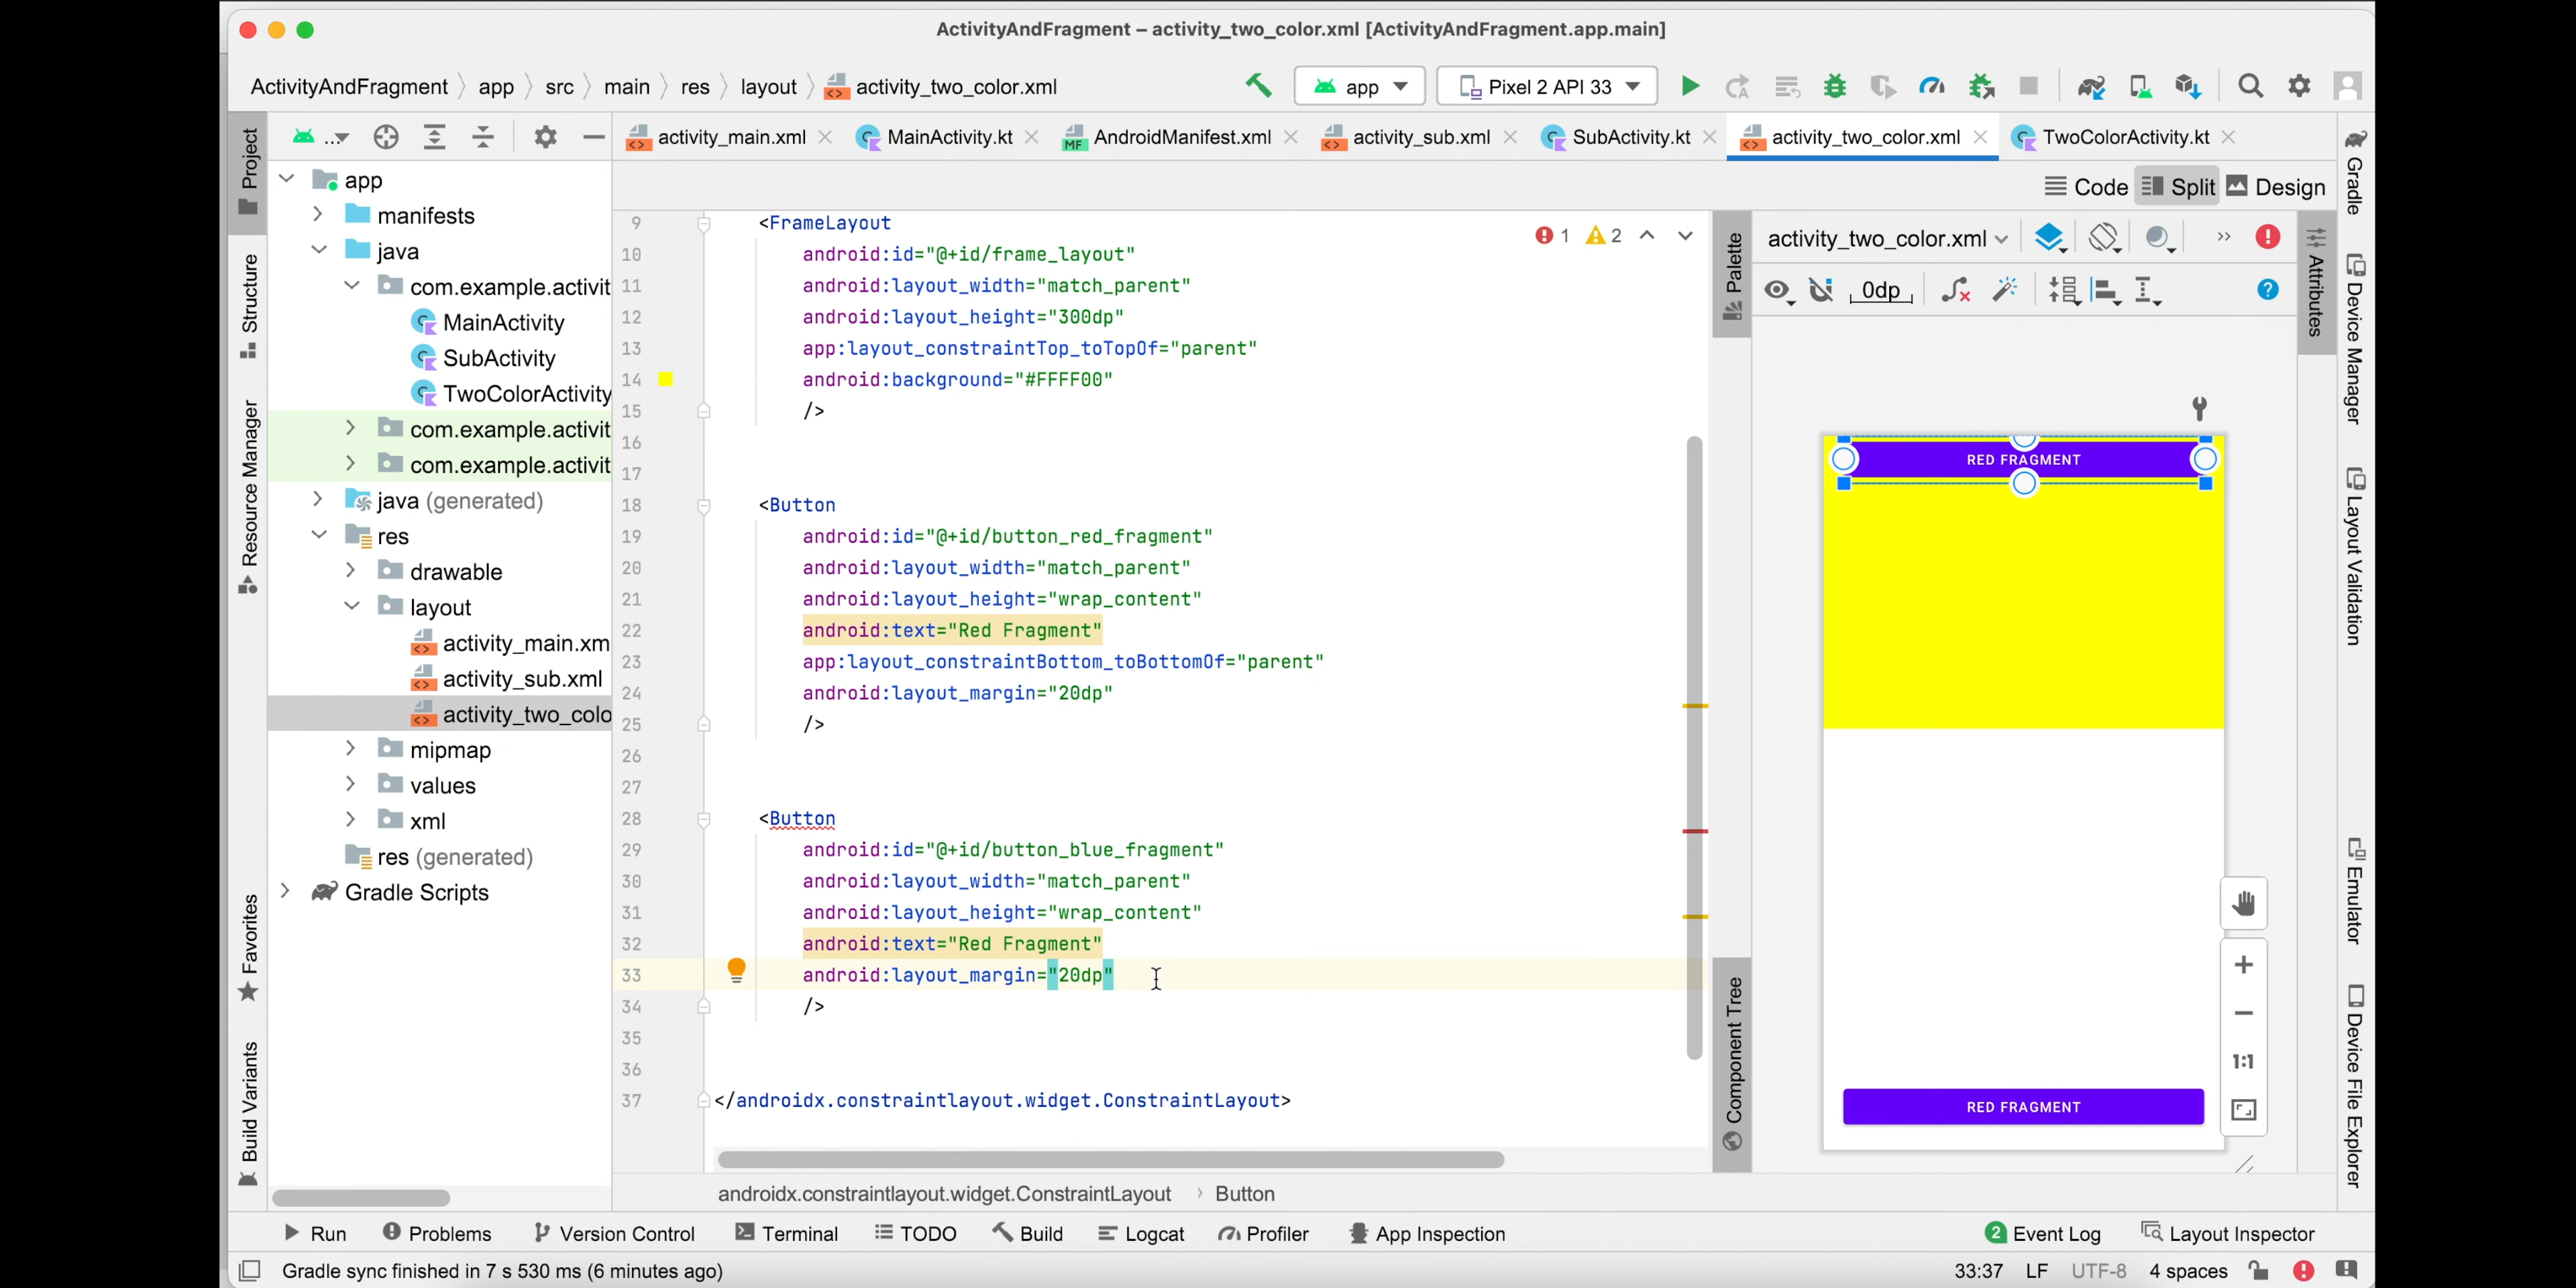 ActivityAndFragment – activity_two_color.xml [ActivityAndFragment.app.main]
ActivityAndFragment app src main res layout activity_two_color.xml
app Pixel 2 API 33
... activity_main.xml MainActivity.kt AndroidManifest.xml activity_sub.xml SubActivity.kt activity_two_color.xml TwoColorActivity.kt
Code Split Design
Project
Structure
Resource Manager
Favorites
Build Variants
app
manifests
java
com.example.activit
MainActivity
SubActivity
TwoColorActivity
com.example.activit
com.example.activit
java (generated)
res
drawable
layout
activity_main.xm
activity_sub.xml
activity_two_colo
mipmap
values
xml
res (generated)
Gradle Scripts
1 2
9 <FrameLayout
10 android:id="@+id/frame_layout"
11 android:layout_width="match_parent"
12 android:layout_height="300dp"
13 app:layout_constraintTop_toTopOf="parent"
14 android:background="#FFFF00"
15 />
16
17
18 <Button
19 android:id="@+id/button_red_fragment"
20 android:layout_width="match_parent"
21 android:layout_height="wrap_content"
22 android:text="Red Fragment"
23 app:layout_constraintBottom_toBottomOf="parent"
24 android:layout_margin="20dp"
25 />
26
27
28 <Button
29 android:id="@+id/button_blue_fragment"
30 android:layout_width="match_parent"
31 android:layout_height="wrap_content"
32 android:text="Red Fragment"
33 android:layout_margin="20dp"
34 />
35
36
37 </androidx.constraintlayout.widget.ConstraintLayout>
androidx.constraintlayout.widget.ConstraintLayout › Button
Palette
Component Tree
activity_two_color.xml
0dp
RED FRAGMENT
RED FRAGMENT
1:1
Attributes
Gradle
Device Manager
Layout Validation
Emulator
Device File Explorer
Run Problems Version Control Terminal TODO Build Logcat Profiler App Inspection 2 Event Log Layout Inspector
Gradle sync finished in 7 s 530 ms (6 minutes ago) 33:37 LF UTF-8 4 spaces